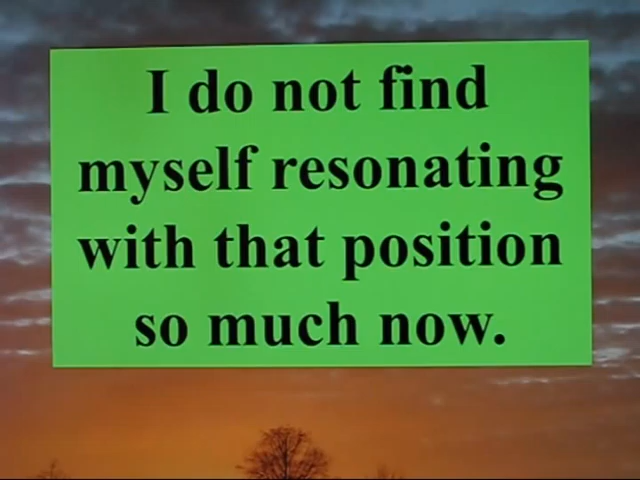 I do not find
myself resonating
with that position
so much now.